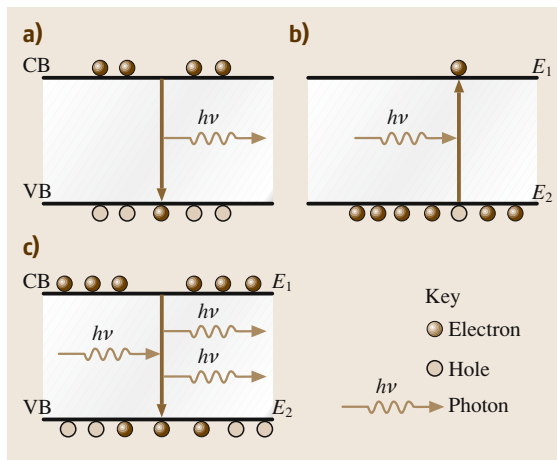 a)
CB
hν
VB
b)
E1
hν
E2
c)
CB
E1
hν
hν
hν
VB
E2
Key
Electron
Hole
hν
Photon